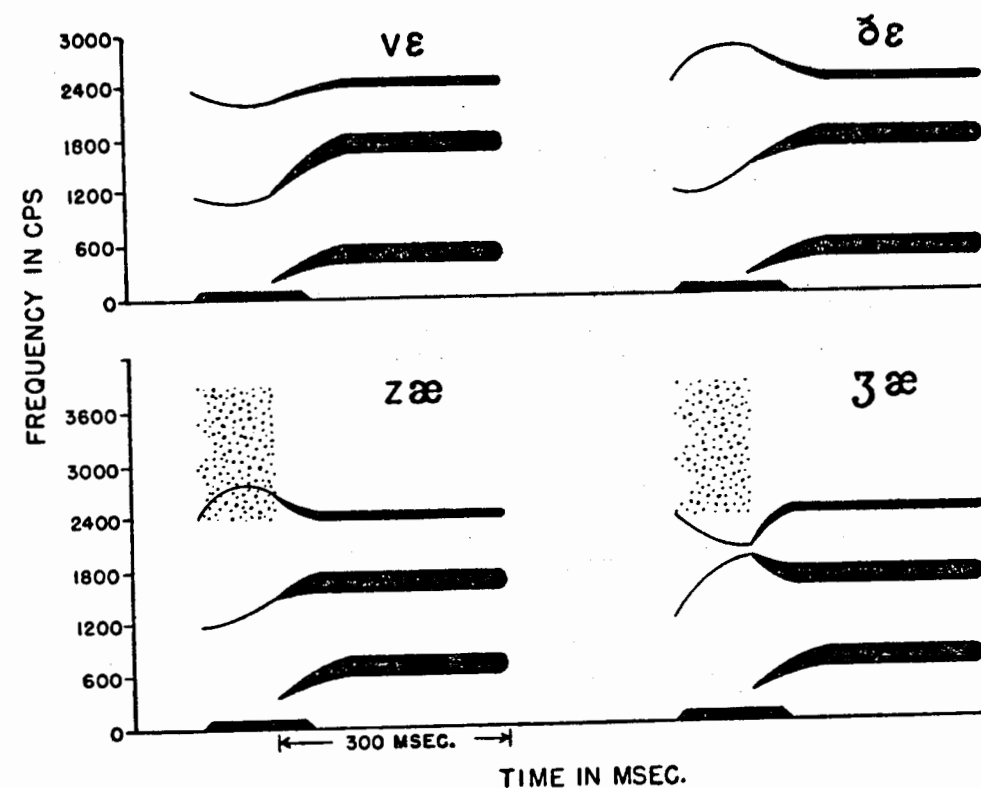 vɛ
ðɛ
3000
2400
1800
1200
600
0
FREQUENCY IN CPS
zæ
ʒæ
3600
3000
2400
1800
1200
600
0
300 MSEC.
TIME IN MSEC.